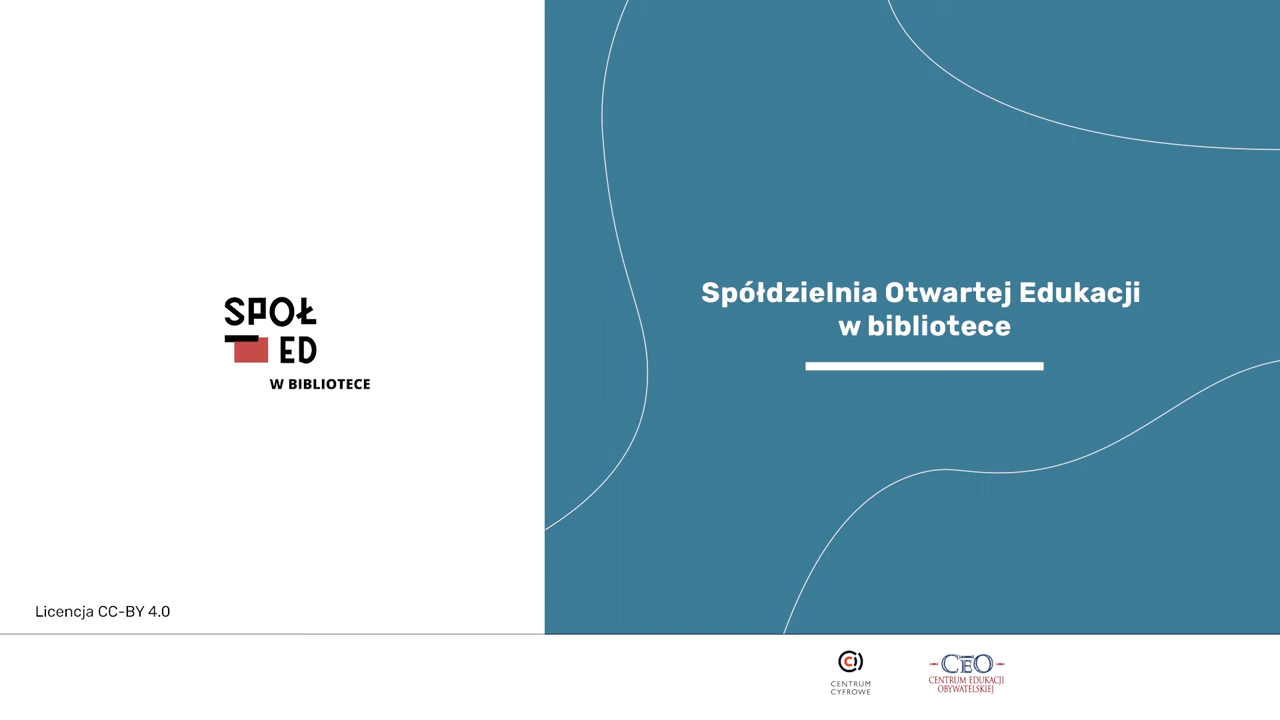 SPOŁ
ED
W BIBLIOTECE
Spółdzielnia Otwartej Edukacji
w bibliotece
Licencja CC-BY 4.0
CENTRUM
CYFROWE
CEO
CENTRUM EDUKACJI
OBYWATELSKIEJ